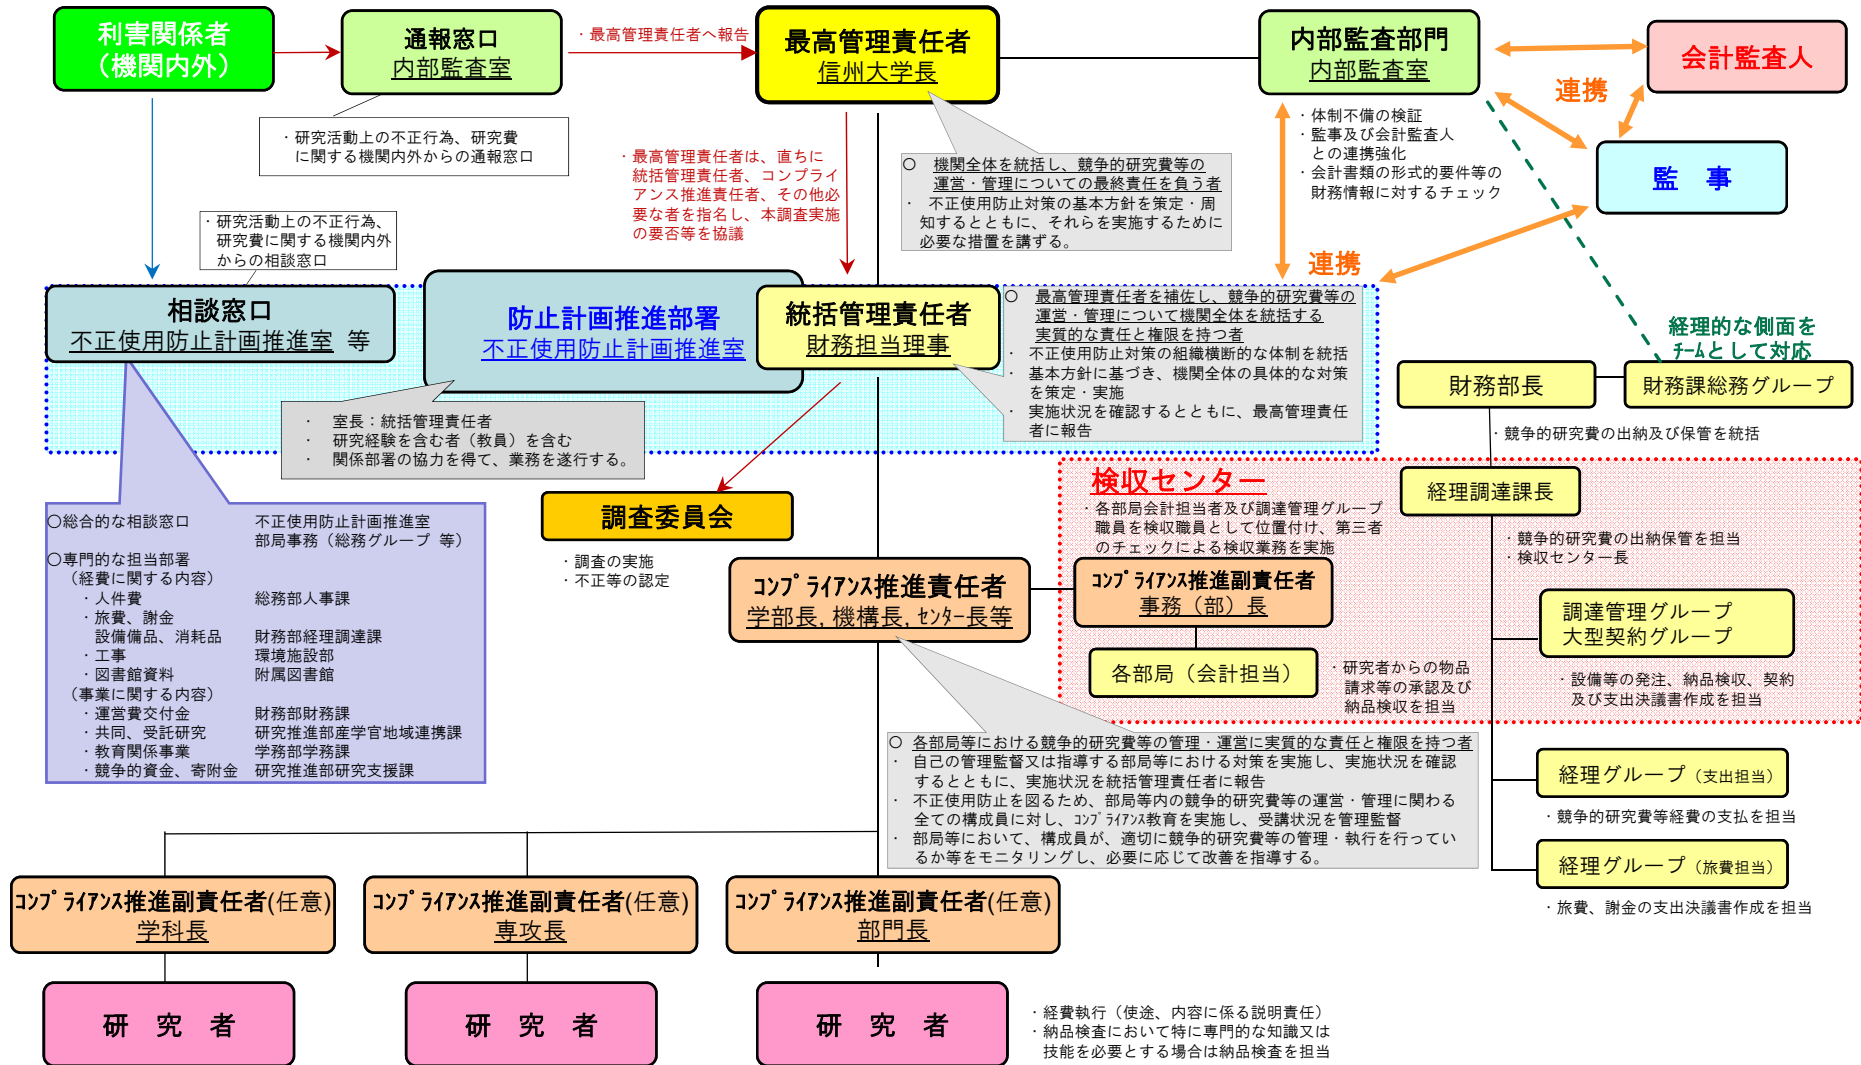 利害関係者
（機関内外）
通報窓口
内部監査室
・最高管理責任者へ報告
最高管理責任者
信州大学長
内部監査部門
内部監査室
会計監査人
連携
監　事
・研究活動上の不正行為、研究費
に関する機関内外からの通報窓口
・体制不備の検証
・監事及び会計監査人
との連携強化
・会計書類の形式的要件等の
財務情報に対するチェック
・最高管理責任者は、直ちに
統括管理責任者、コンプライ
アンス推進責任者、その他必
要な者を指名し、本調査実施
の要否等を協議
○　機関全体を統括し、競争的研究費等の
運営・管理についての最終責任を負う者
・　不正使用防止対策の基本方針を策定・周
知するとともに、それらを実施するために
必要な措置を講ずる。
・研究活動上の不正行為、
研究費に関する機関内外
からの相談窓口
連携
相談窓口
不正使用防止計画推進室 等
防止計画推進部署
不正使用防止計画推進室
統括管理責任者
財務担当理事
○　最高管理責任者を補佐し、競争的研究費等の
運営・管理について機関全体を統括する
実質的な責任と権限を持つ者
・　不正使用防止対策の組織横断的な体制を統括
・　基本方針に基づき、機関全体の具体的な対策
を策定・実施
・　実施状況を確認するとともに、最高管理責任
者に報告
経理的な側面を
ﾁｰﾑとして対応
財務部長
財務課総務グループ
・　室長：統括管理責任者
・　研究経験を含む者（教員）を含む
・　関係部署の協力を得て、業務を遂行する。
・競争的研究費の出納及び保管を統括
調査委員会
・調査の実施
・不正等の認定
検収センター
・各部局会計担当者及び調達管理グループ
職員を検収職員として位置付け、第三者
のチェックによる検収業務を実施
経理調達課長
・競争的研究費の出納保管を担当
・検収センター長
○総合的な相談窓口　不正使用防止計画推進室
部局事務（総務グループ 等）
○専門的な担当部署
（経費に関する内容）
・人件費　総務部人事課
・旅費、謝金
設備備品、消耗品　財務部経理調達課
・工事　環境施設部
・図書館資料　附属図書館
（事業に関する内容）
・運営費交付金　財務部財務課
・共同、受託研究　研究推進部産学官地域連携課
・教育関係事業　学務部学務課
・競争的資金、寄附金　研究推進部研究支援課
ｺﾝﾌﾟﾗｲｱﾝｽ推進責任者
学部長,機構長,ｾﾝﾀｰ長等
ｺﾝﾌﾟﾗｲｱﾝｽ推進副責任者
事務（部）長
各部局（会計担当）
・研究者からの物品
請求等の承認及び
納品検収を担当
調達管理グループ
大型契約グループ
・設備等の発注、納品検収、契約
及び支出決議書作成を担当
○　各部局等における競争的研究費等の管理・運営に実質的な責任と権限を持つ者
・　自己の管理監督又は指導する部局等における対策を実施し、実施状況を確認
するとともに、実施状況を統括管理責任者に報告
・　不正使用防止を図るため、部局等内の競争的研究費等の運営・管理に関わる
全ての構成員に対し、ｺﾝﾌﾟﾗｲｱﾝｽ教育を実施し、受講状況を管理監督
・　部局等において、構成員が、適切に競争的研究費等の管理・執行を行ってい
るか等をモニタリングし、必要に応じて改善を指導する。
経理グループ（支出担当）
・競争的研究費等経費の支払を担当
経理グループ（旅費担当）
・旅費、謝金の支出決議書作成を担当
ｺﾝﾌﾟﾗｲｱﾝｽ推進副責任者(任意)
学科長
ｺﾝﾌﾟﾗｲｱﾝｽ推進副責任者(任意)
専攻長
ｺﾝﾌﾟﾗｲｱﾝｽ推進副責任者(任意)
部門長
研　究　者
研　究　者
研　究　者
・経費執行（使途、内容に係る説明責任）
・納品検査において特に専門的な知識又は
技能を必要とする場合は納品検査を担当